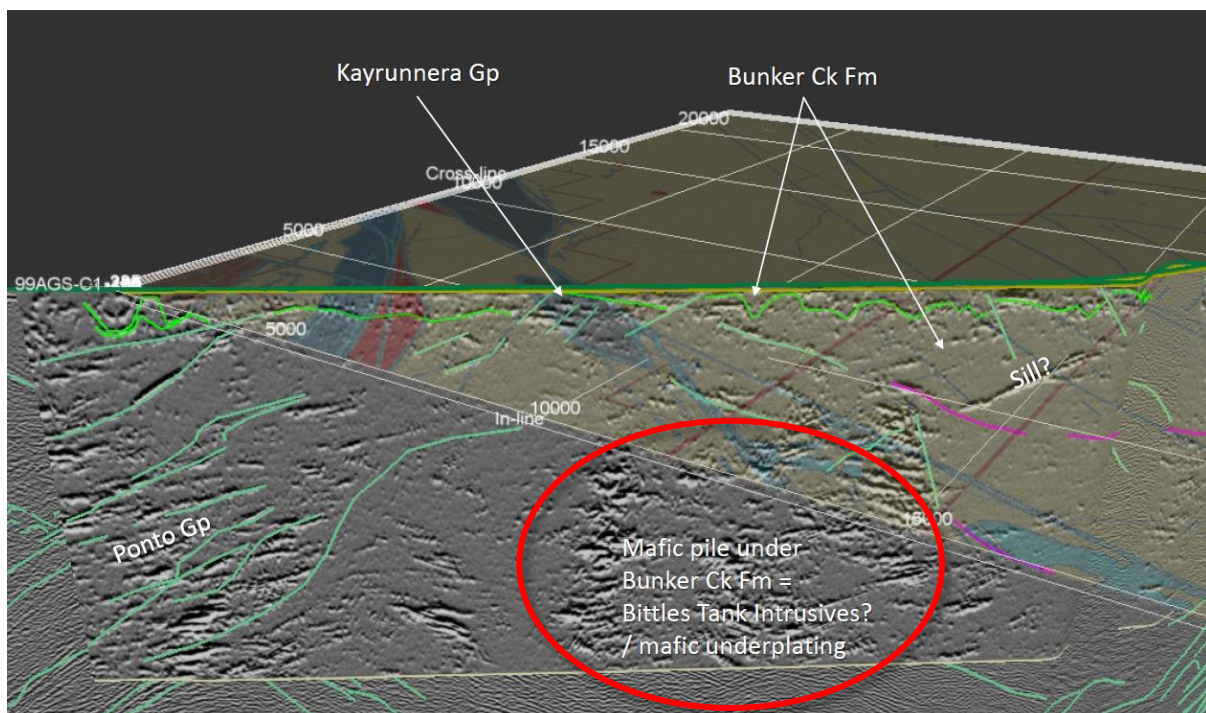 Kayrunnera Gp
Bunker Ck Fm
20000
15000
Cross-line
10000
5000
99AGS-C1
5000
Sill?
10000
In-line
15000
Ponto Gp
Mafic pile under
Bunker Ck Fm =
Bittles Tank Intrusives?
/ mafic underplating